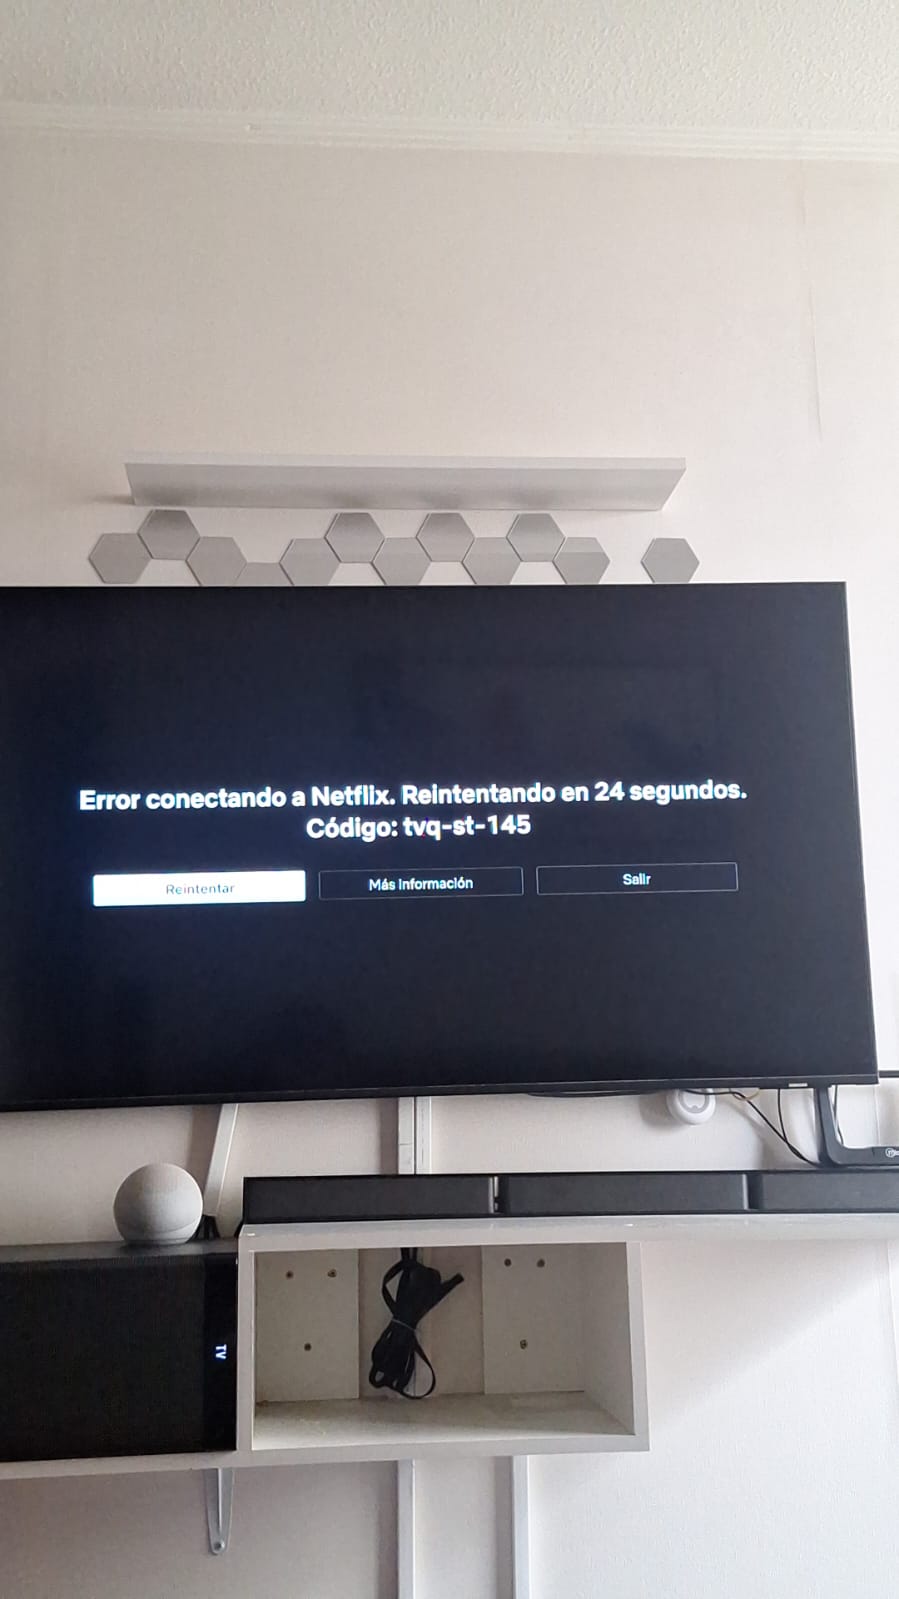 Error conectando a Netflix. Reintentando en 24 segundos.
Código: tvq-st-145
Reintentar
Más información
Salir
TV